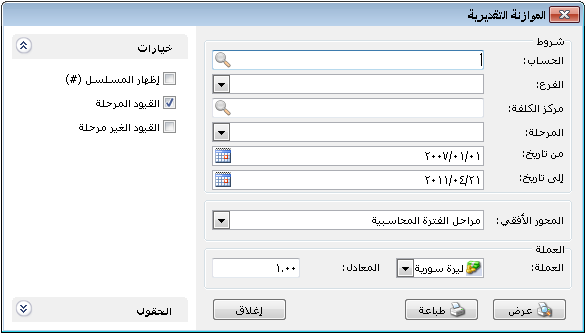 الموازنة التقديرية
شروط
الحساب:
الفرع:
مركز الكلفة:
المرحلة:
من تاريخ: ٢٠٠٧/٠١/٠١
إلى تاريخ: ٢٠١١/٠٤/٢١
المحور الأفقي: مراحل الفترة المحاسبية
العملة
العملة: ليرة سورية المعادل: ١.٠٠
عرض طباعة إغلاق
خيارات
إظهار المسلسل (#)
القيود المرحلة
القيود الغير مرحلة
الحقول